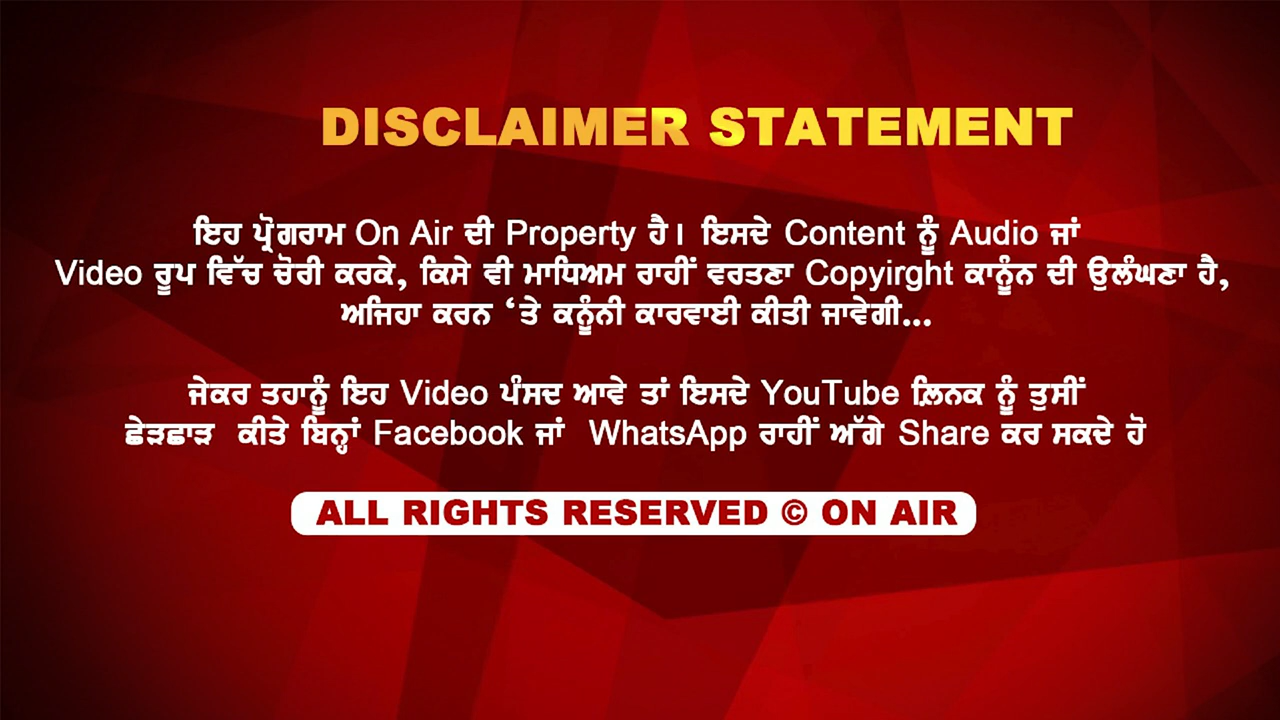 DISCLAIMER STATEMENT
ਇਹ ਪ੍ਰੋਗਰਾਮ On Air ਦੀ Property ਹੈ। ਇਸਦੇ Content ਨੂੰ Audio ਜਾਂ
Video ਰੂਪ ਵਿੱਚ ਚੋਰੀ ਕਰਕੇ, ਕਿਸੇ ਵੀ ਮਾਧਿਅਮ ਰਾਹੀਂ ਵਰਤਣਾ Copyirght ਕਾਨੂੰਨ ਦੀ ਉਲੰਘਣਾ ਹੈ,
ਅਜਿਹਾ ਕਰਨ ‘ਤੇ ਕਨੂੰਨੀ ਕਾਰਵਾਈ ਕੀਤੀ ਜਾਵੇਗੀ...
ਜੇਕਰ ਤਹਾਨੂੰ ਇਹ Video ਪੰਸਦ ਆਵੇ ਤਾਂ ਇਸਦੇ YouTube ਲਿ਼ਨਕ ਨੂੰ ਤੁਸੀਂ
ਛੇੜਛਾੜ ਕੀਤੇ ਬਿਨ੍ਹਾਂ Facebook ਜਾਂ WhatsApp ਰਾਹੀਂ ਅੱਗੇ Share ਕਰ ਸਕਦੇ ਹੋ
ALL RIGHTS RESERVED © ON AIR